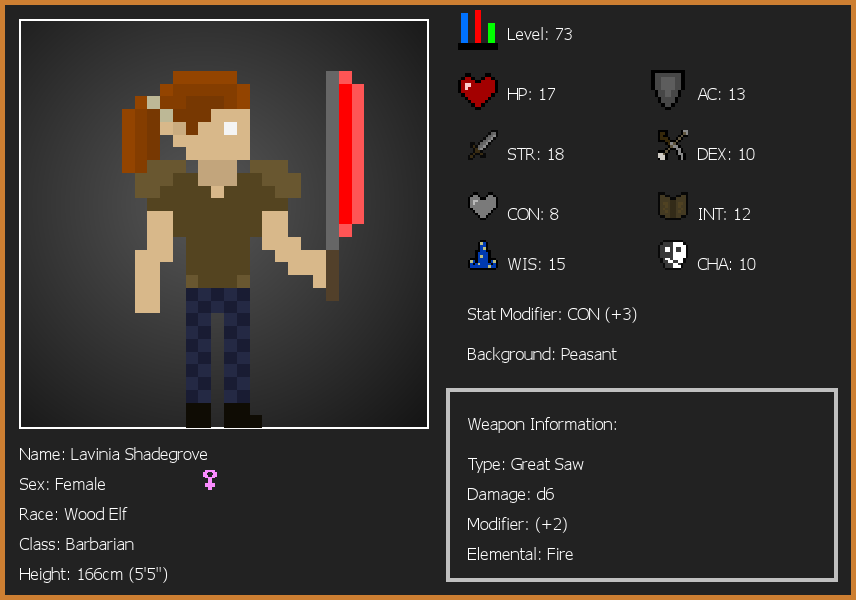 Level: 73
HP: 17
AC: 13
STR: 18
DEX: 10
CON: 8
INT: 12
WIS: 15
CHA: 10
Stat Modifier: CON (+3)
Background: Peasant
Weapon Information:
Type: Great Saw
Damage: d6
Modifier: (+2)
Elemental: Fire
Name: Lavinia Shadegrove
Sex: Female
Race: Wood Elf
Class: Barbarian
Height: 166cm (5'5")